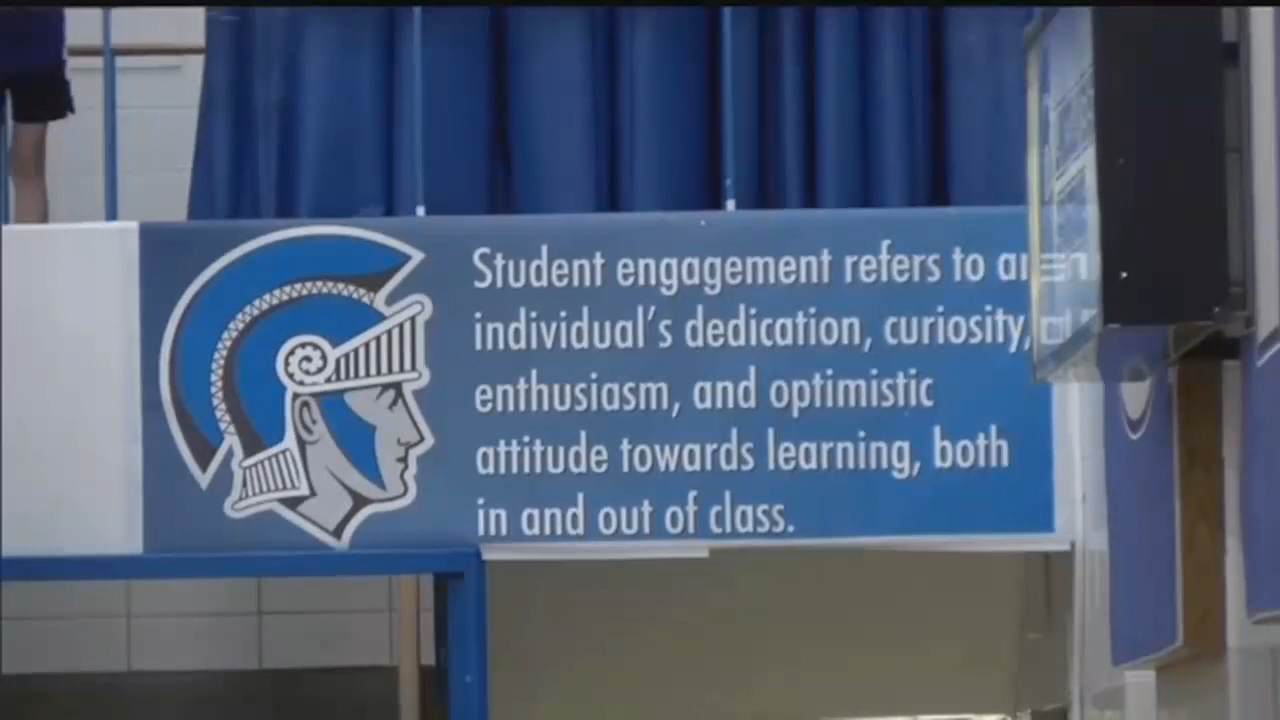 Student engagement refers to an
individual's dedication, curiosity,
enthusiasm, and optimistic
attitude towards learning, both
in and out of class.